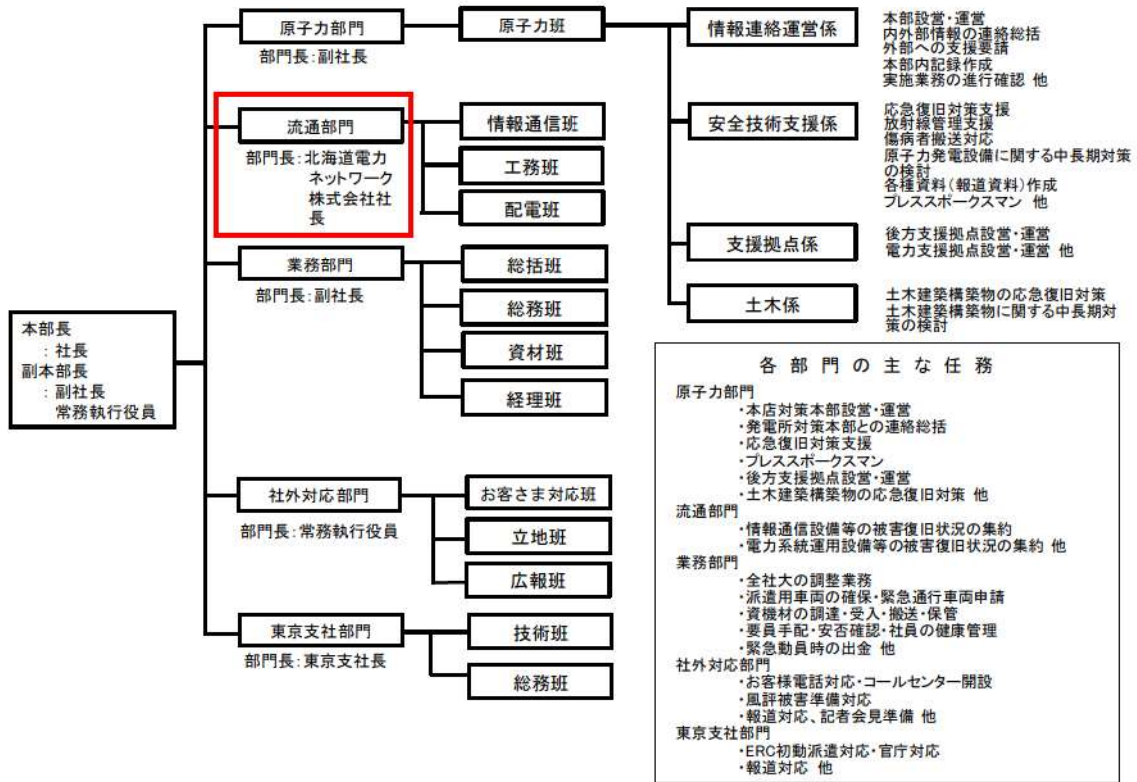 本部長
：社長
副本部長
：副社長
常務執行役員
原子力部門
部門長：副社長
原子力班
情報連絡運営係
本部設営・運営
内外部情報の連絡総括
外部への支援要請
本部内記録作成
実施業務の進行確認 他
安全技術支援係
応急復旧対策支援
放射線管理支援
傷病者搬送対応
原子力発電設備に関する中長期対策
の検討
各種資料（報道資料）作成
プレススポークスマン 他
支援拠点係
後方支援拠点設営・運営
電力支援拠点設営・運営 他
土木係
土木建築構築物の応急復旧対策
土木建築構築物に関する中長期対
策の検討
流通部門
部門長：北海道電力
ネットワーク
株式会社社
長
情報通信班
工務班
配電班
業務部門
部門長：副社長
総括班
総務班
資材班
経理班
社外対応部門
部門長：常務執行役員
お客さま対応班
立地班
広報班
東京支社部門
部門長：東京支社長
技術班
総務班
各部門の主な任務
原子力部門
・本店対策本部設営・運営
・発電所対策本部との連絡総括
・応急復旧対策支援
・プレススポークスマン
・後方支援拠点設営・運営
・土木建築構築物の応急復旧対策 他
流通部門
・情報通信設備等の被害復旧状況の集約
・電力系統運用設備等の被害復旧状況の集約 他
業務部門
・全社大の調整業務
・派遣用車両の確保・緊急通行車両申請
・資機材の調達・受入・搬送・保管
・要員手配・安否確認・社員の健康管理
・緊急動員時の出金 他
社外対応部門
・お客様電話対応・コールセンター開設
・風評被害準備対応
・報道対応、記者会見準備 他
東京支社部門
・ERC初動派遣対応・官庁対応
・報道対応 他